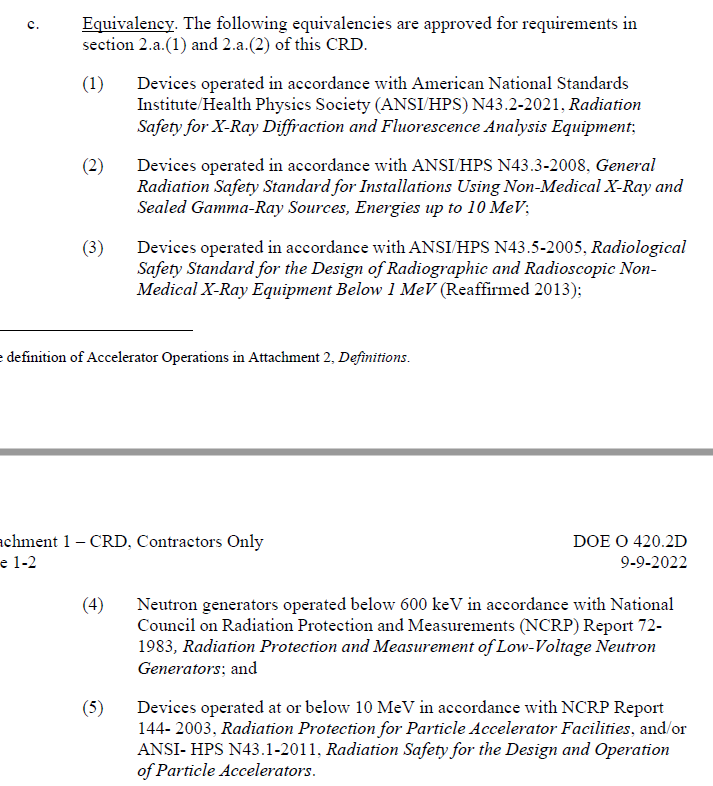 c. Equivalency. The following equivalencies are approved for requirements in
section 2.a.(1) and 2.a.(2) of this CRD.
(1) Devices operated in accordance with American National Standards
Institute/Health Physics Society (ANSI/HPS) N43.2-2021, Radiation
Safety for X-Ray Diffraction and Fluorescence Analysis Equipment;
(2) Devices operated in accordance with ANSI/HPS N43.3-2008, General
Radiation Safety Standard for Installations Using Non-Medical X-Ray and
Sealed Gamma-Ray Sources, Energies up to 10 MeV;
(3) Devices operated in accordance with ANSI/HPS N43.5-2005, Radiological
Safety Standard for the Design of Radiographic and Radioscopic Non-
Medical X-Ray Equipment Below 1 MeV (Reaffirmed 2013);
e definition of Accelerator Operations in Attachment 2, Definitions.
achment 1 – CRD, Contractors Only DOE O 420.2D
e 1-2 9-9-2022
(4) Neutron generators operated below 600 keV in accordance with National
Council on Radiation Protection and Measurements (NCRP) Report 72-
1983, Radiation Protection and Measurement of Low-Voltage Neutron
Generators; and
(5) Devices operated at or below 10 MeV in accordance with NCRP Report
144- 2003, Radiation Protection for Particle Accelerator Facilities, and/or
ANSI- HPS N43.1-2011, Radiation Safety for the Design and Operation
of Particle Accelerators.